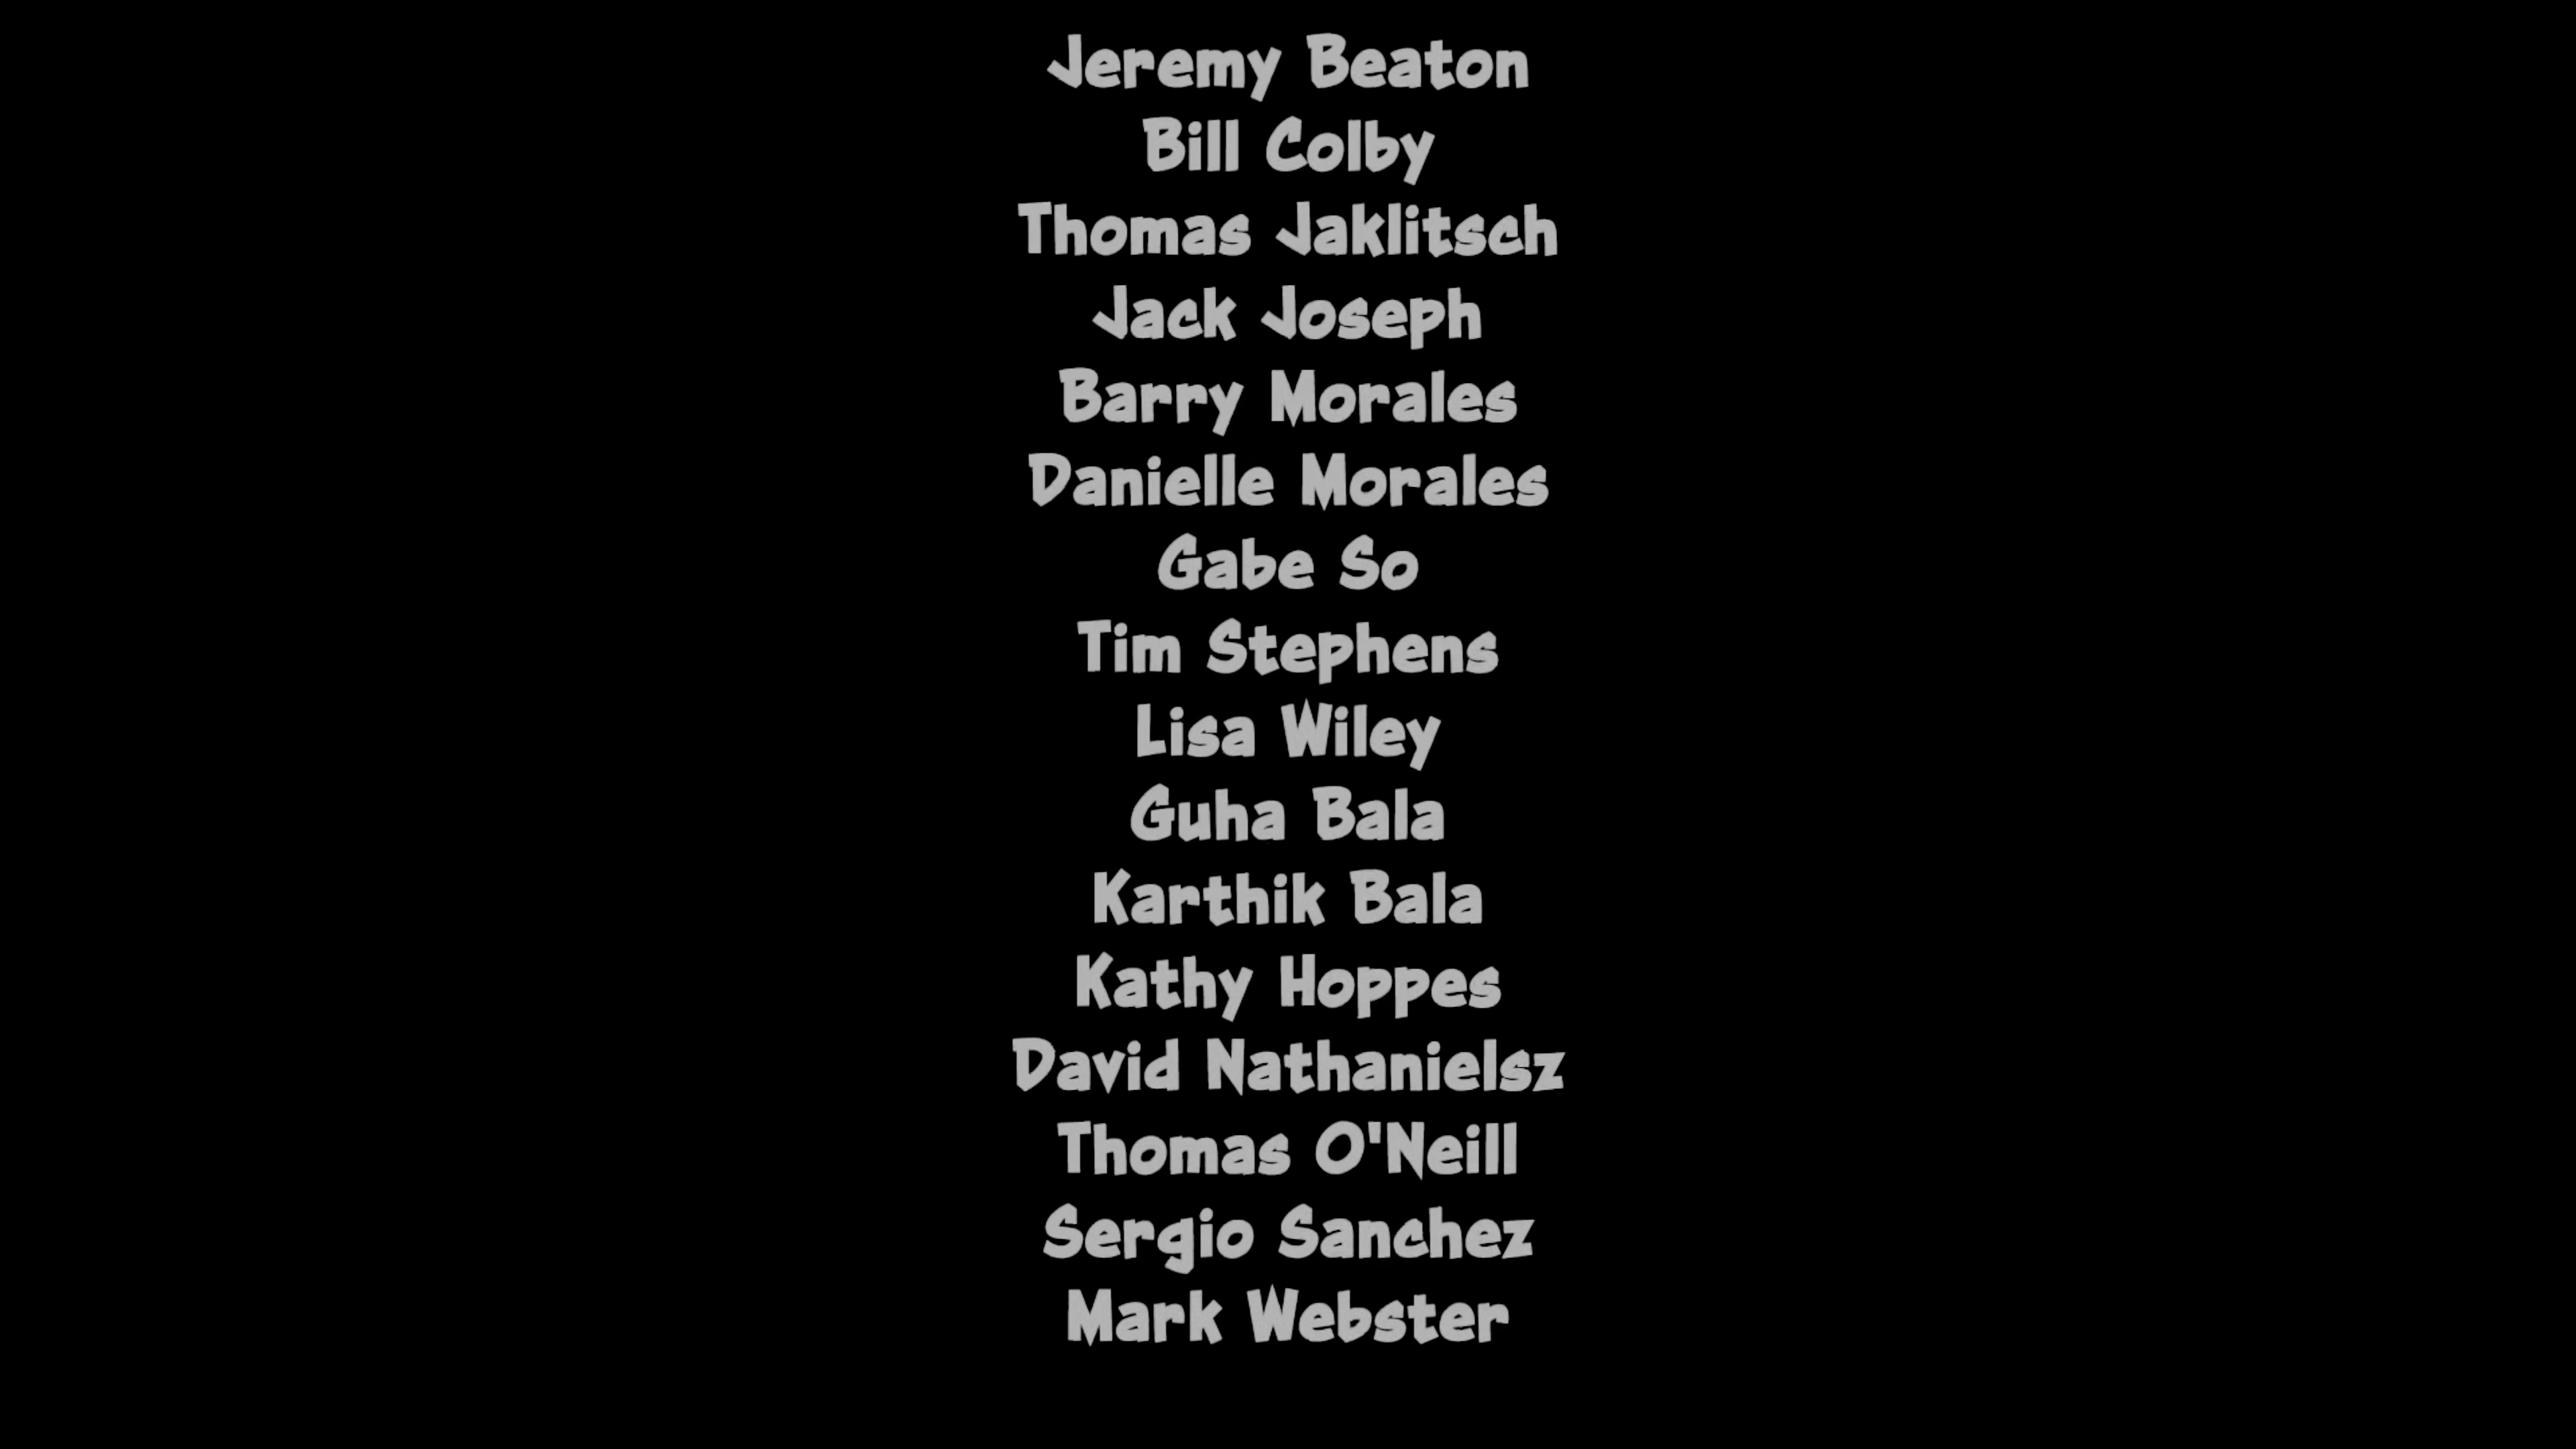 Jeremy Beaton
Bill Colby
Thomas Jaklitsch
Jack Joseph
Barry Morales
Danielle Morales
Gabe So
Tim Stephens
Lisa Wiley
Guha Bala
Karthik Bala
Kathy Hoppes
David Nathanielsz
Thomas O'Neill
Sergio Sanchez
Mark Webster